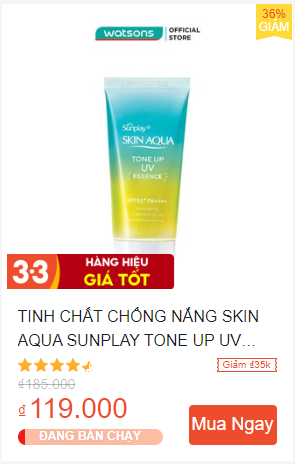 36%
GIẢM
watsons OFFICIAL STORE
Sunplay
SKIN AQUA
TONE UP
UV
ESSENCE
SPF50+ PA++++
3·3
HÀNG HIỆU
GIÁ TỐT
TINH CHẤT CHỐNG NẮNG SKIN
AQUA SUNPLAY TONE UP UV...
Giảm ₫35k
₫185.000
₫119.000
ĐANG BÁN CHẠY
Mua Ngay